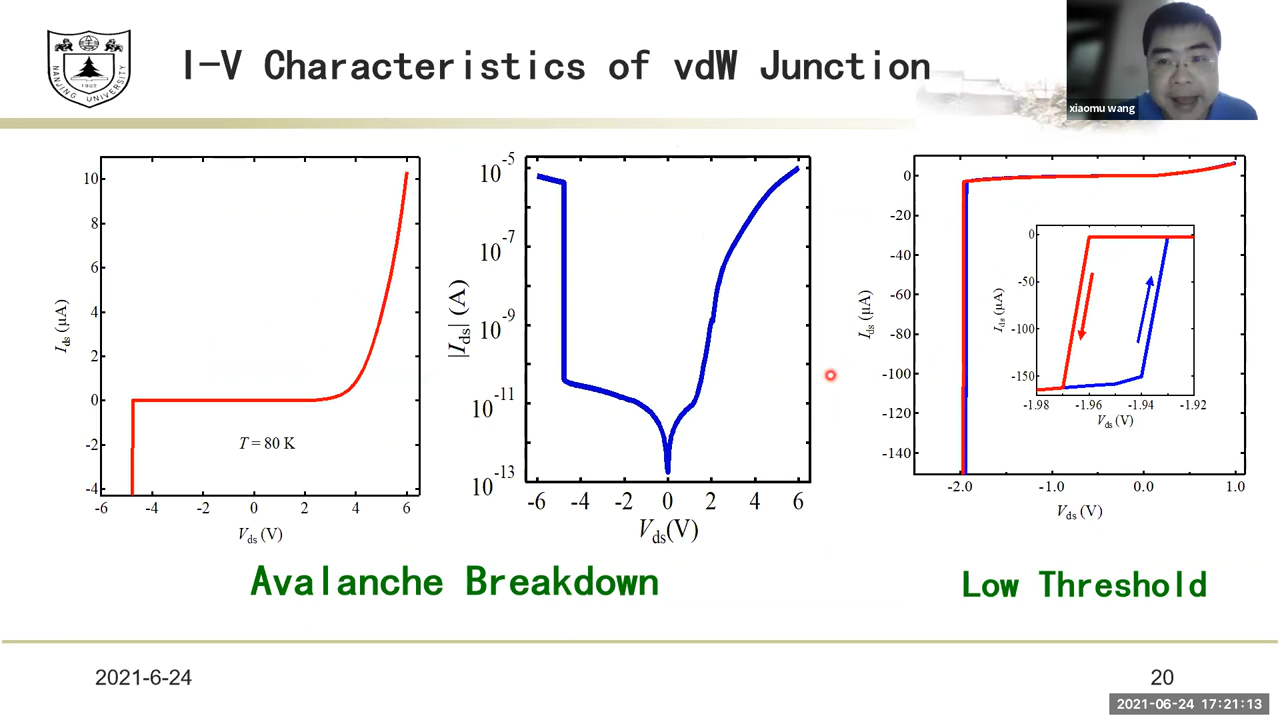 NANJING UNIVERSITY
1902
I-V Characteristics of vdW Junction
xiaomu wang
10
8
6
4
2
0
-2
-4
-6 -4 -2 0 2 4 6
Ids (μA)
Vds (V)
T = 80 K
10-5
10-7
10-9
10-11
10-13
-6 -4 -2 0 2 4 6
|Ids| (A)
Vds(V)
0
-20
-40
-60
-80
-100
-120
-140
-2.0 -1.0 0.0 1.0
Ids (μA)
Vds (V)
0
-50
-100
-150
-1.98 -1.96 -1.94 -1.92
Ids (μA)
Vds (V)
Avalanche Breakdown
Low Threshold
2021-6-24
20
2021-06-24 17:21:13